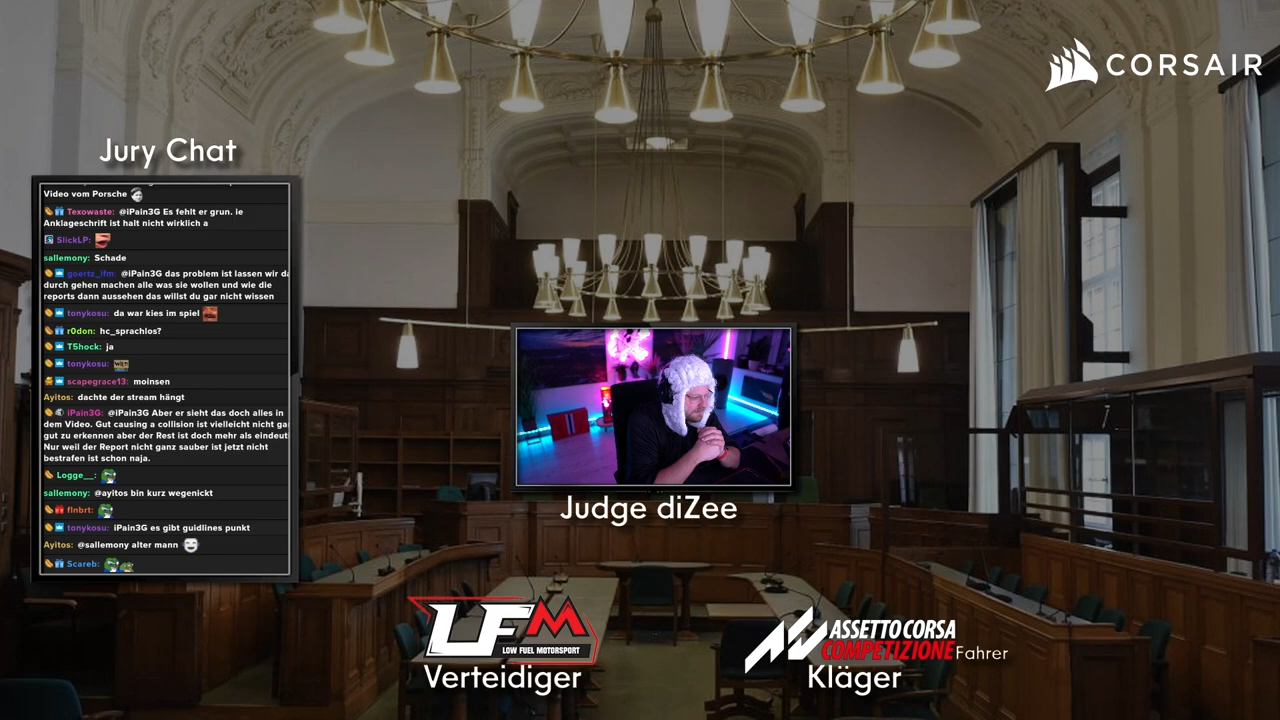 CORSAIR
Jury Chat
Video vom Porsche
Texowaste: @iPain3G Es fehlt er grun. ie
Anklageschrift ist halt nicht wirklich a
SlickLP:
sallemony: Schade
goertz_lfm: @iPain3G das problem ist lassen wir da
durch gehen machen alle was sie wollen und wie die
reports dann aussehen das willst du gar nicht wissen
tonykosu: da war kies im spiel
r0don: hc_sprachlos?
T5hock: ja
tonykosu:
scapegrace13: moinsen
Ayitos: dachte der stream hängt
iPain3G: @iPain3G Aber er sieht das doch alles in
dem Video. Gut causing a collision ist vielleicht nicht ga
gut zu erkennen aber der Rest ist doch mehr als eindeut
Nur weil der Report nicht ganz sauber ist jetzt nicht
bestrafen ist schon naja.
Logge__:
sallemony: @ayitos bin kurz wegenickt
flnbrt:
tonykosu: iPain3G es gibt guidlines punkt
Ayitos: @sallemony alter mann
Scareb:
Judge diZee
LFM
LOW FUEL MOTORSPORT
Verteidiger
ASSETTO CORSA
COMPETIZIONE Fahrer
Kläger